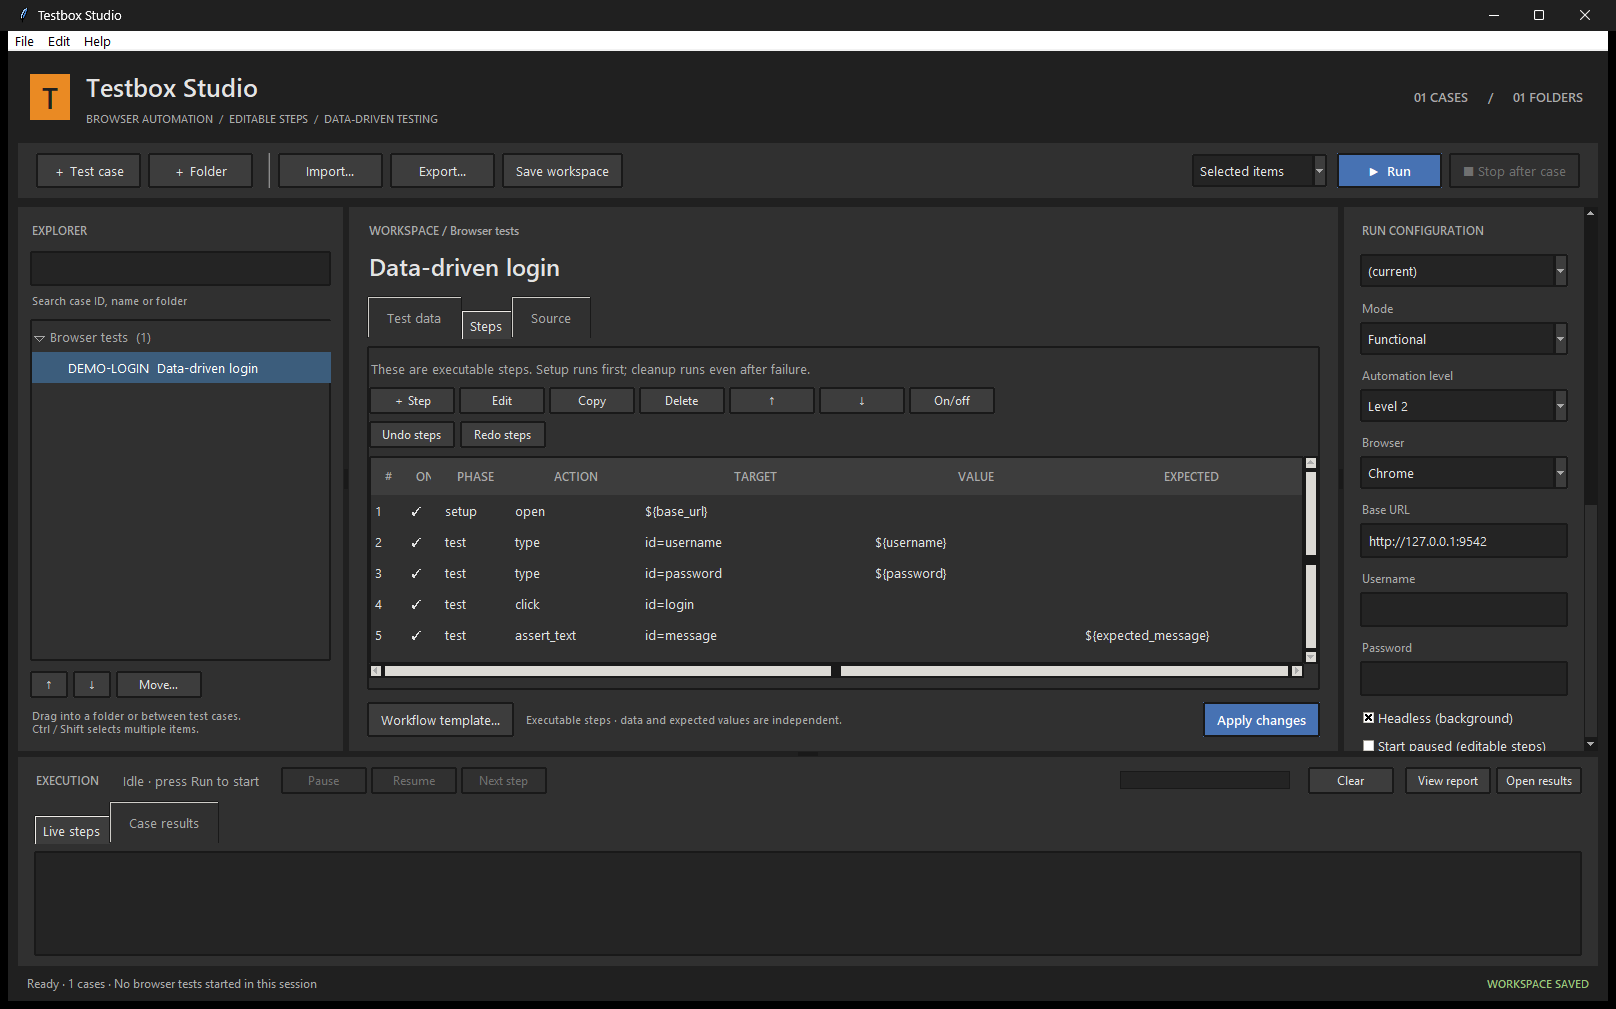 Testbox Studio
File Edit Help
T
Testbox Studio
BROWSER AUTOMATION / EDITABLE STEPS / DATA-DRIVEN TESTING
01 CASES / 01 FOLDERS
+ Test case + Folder Import... Export... Save workspace Selected items ▶ Run ■ Stop after case
EXPLORER
Search case ID, name or folder
Browser tests (1)
DEMO-LOGIN Data-driven login
↑ ↓ Move...
Drag into a folder or between test cases.
Ctrl / Shift selects multiple items.
WORKSPACE / Browser tests
Data-driven login
Test data Steps Source
These are executable steps. Setup runs first; cleanup runs even after failure.
+ Step Edit Copy Delete ↑ ↓ On/off
Undo steps Redo steps
# ON PHASE ACTION TARGET VALUE EXPECTED
1 ✓ setup open ${base_url}
2 ✓ test type id=username ${username}
3 ✓ test type id=password ${password}
4 ✓ test click id=login
5 ✓ test assert_text id=message ${expected_message}
Workflow template... Executable steps · data and expected values are independent. Apply changes
RUN CONFIGURATION
(current)
Mode
Functional
Automation level
Level 2
Browser
Chrome
Base URL
http://127.0.0.1:9542
Username
Password
Headless (background)
Start paused (editable steps)
EXECUTION Idle · press Run to start Pause Resume Next step Clear View report Open results
Live steps Case results
Ready · 1 cases · No browser tests started in this session
WORKSPACE SAVED